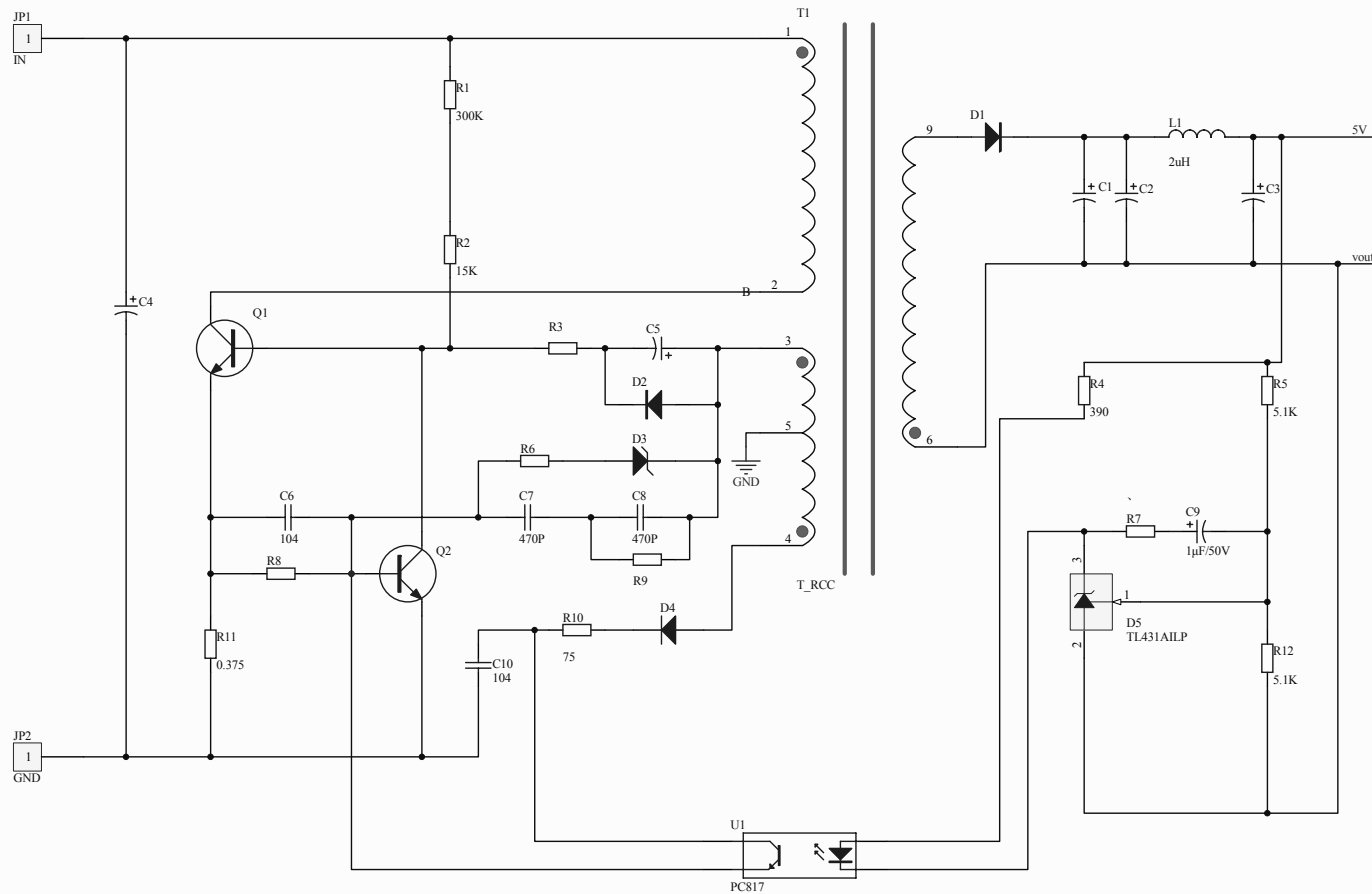 JP1
1
IN
T1
1
R1
300K
R2
15K
B
2
C4
Q1
R3
C5
3
D2
R6
D3
5
GND
C6
104
C7
470P
C8
470P
R9
4
Q2
R8
T_RCC
R10
75
D4
R11
0.375
C10
104
JP2
1
GND
9
D1
L1
2uH
5V
C1
C2
C3
vout
6
R4
390
R5
5.1K
R7
C9
1µF/50V
3
1
D5
TL431AILP
2
R12
5.1K
U1
PC817